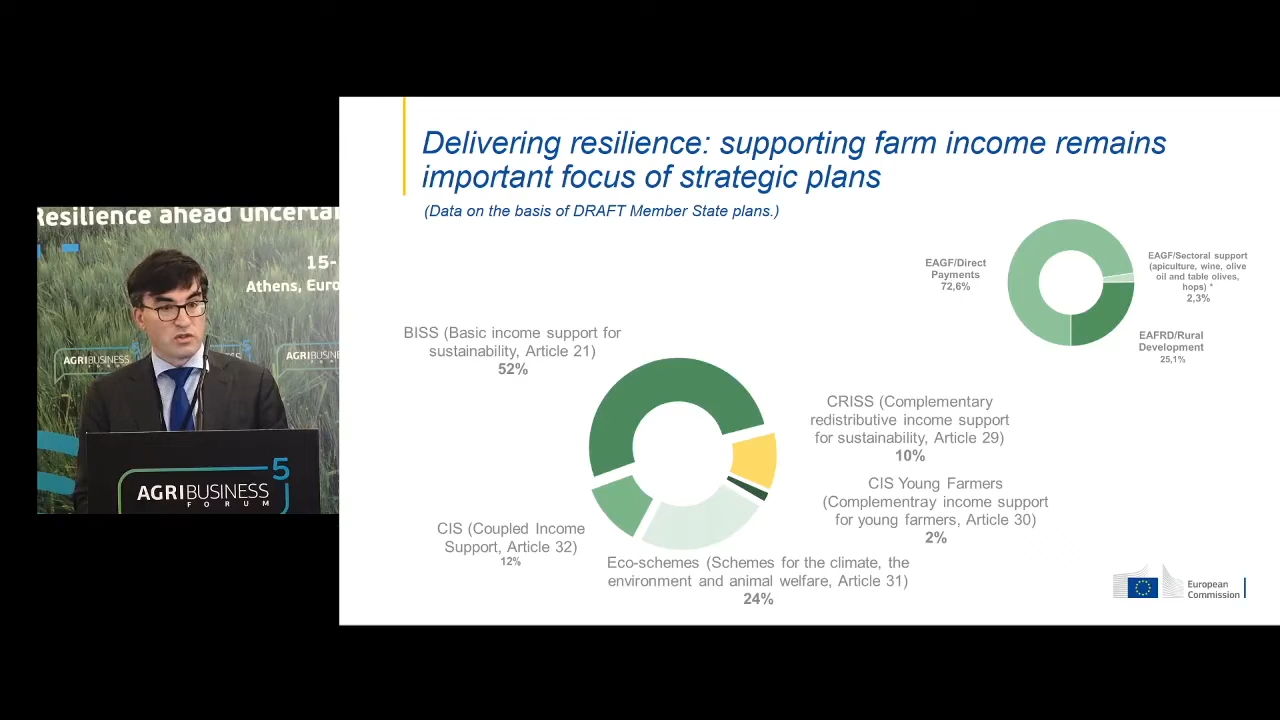 Resilience ahead uncertai
15-
Athens, Euro
AGRIBUSINESS
FORUM
5
AGRIBUSIN
5
AGRIBUSINESS
FORUM
Delivering resilience: supporting farm income remains
important focus of strategic plans
(Data on the basis of DRAFT Member State plans.)
EAGF/Direct
Payments
72,6%
EAGF/Sectoral support
(apiculture, wine, olive
oil and table olives,
hops) *
2,3%
EAFRD/Rural
Development
25,1%
BISS (Basic income support for
sustainability, Article 21)
52%
CRISS (Complementary
redistributive income support
for sustainability, Article 29)
10%
CIS Young Farmers
(Complementray income support
for young farmers, Article 30)
2%
CIS (Coupled Income
Support, Article 32)
12%
Eco-schemes (Schemes for the climate, the
environment and animal welfare, Article 31)
24%
European
Commission